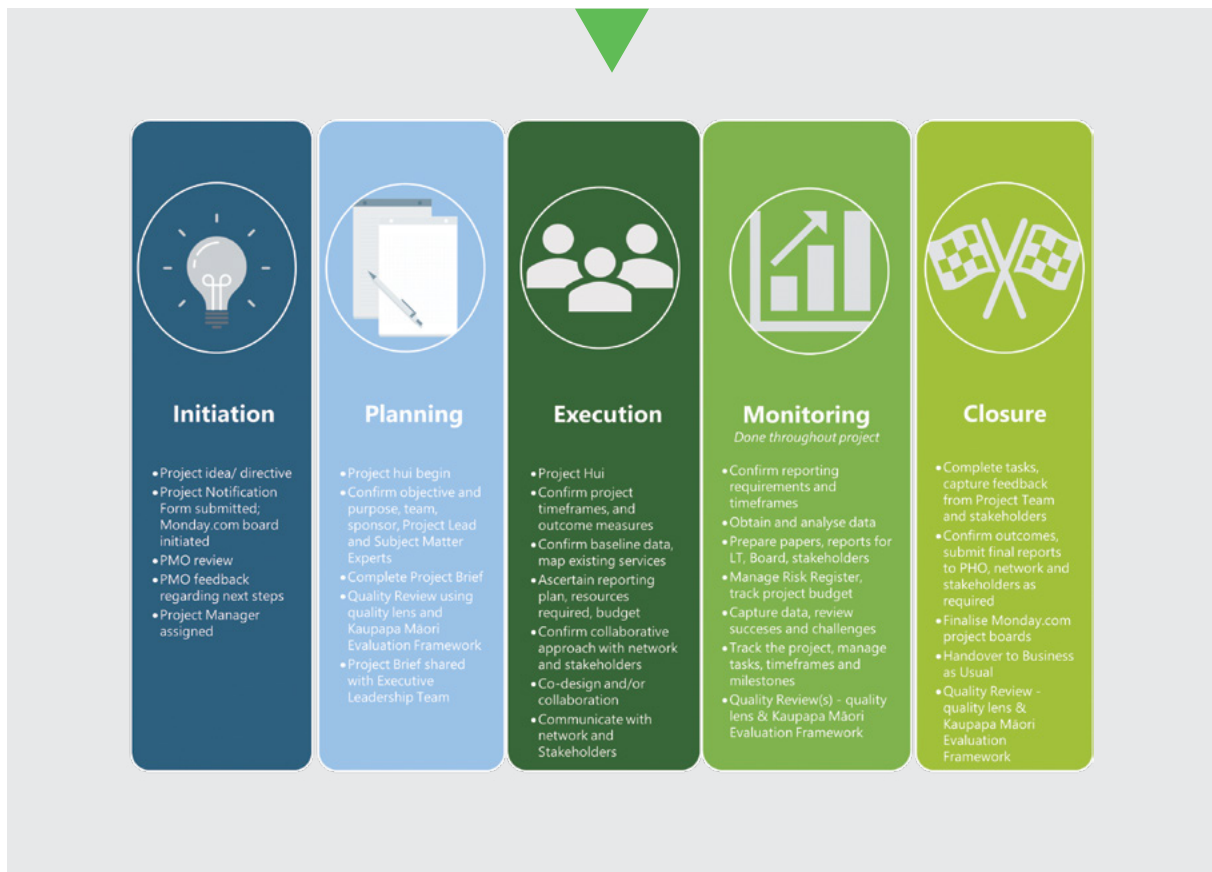 Initiation
•Project idea/ directive
•Project Notification
Form submitted;
Monday.com board
initiated
•PMO review
•PMO feedback
regarding next steps
•Project Manager
assigned
Planning
•Project hui begin
•Confirm objective and
purpose, team,
sponsor, Project Lead
and Subject Matter
Experts
•Complete Project Brief
•Quality Review using
quality lens and
Kaupapa Māori
Evaluation Framework
•Project Brief shared
with Executive
Leadership Team
Execution
•Project Hui
•Confirm project
timeframes, and
outcome measures
•Confirm baseline data,
map existing services
•Ascertain reporting
plan, resources
required, budget
•Confirm collaborative
approach with network
and stakeholders
•Co-design and/or
collaboration
•Communicate with
network and
Stakeholders
Monitoring
Done throughout project
•Confirm reporting
requirements and
timeframes
•Obtain and analyse data
•Prepare papers, reports for
LT, Board, stakeholders
•Manage Risk Register,
track project budget
•Capture data, review
succeses and challenges
•Track the project, manage
tasks, timeframes and
milestones
•Quality Review(s) - quality
lens & Kaupapa Māori
Evaluation Framework
Closure
•Complete tasks,
capture feedback
from Project Team
and stakeholders
•Confirm outcomes,
submit final reports
to PHO, network and
stakeholders as
required
•Finalise Monday.com
project boards
•Handover to Business
as Usual
•Quality Review -
quality lens &
Kaupapa Māori
Evaluation
Framework